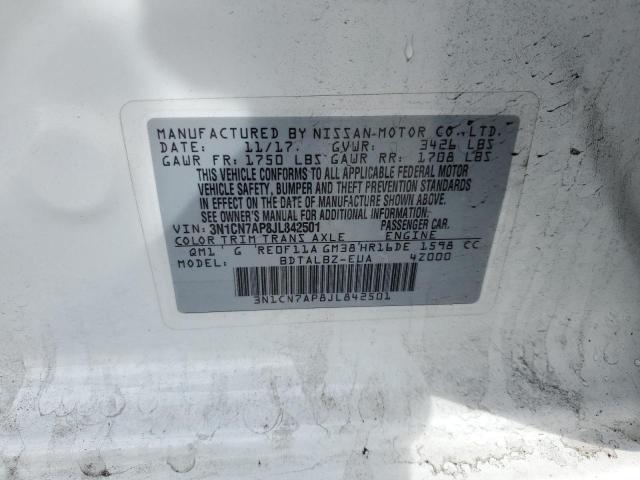 MANUFACTURED BY NISSAN MOTOR CO., LTD.
DATE: 11/17 GVWR: 3426 LBS
GAWR FR: 1750 LBS GAWR RR: 1708 LBS
THIS VEHICLE CONFORMS TO ALL APPLICABLE FEDERAL MOTOR
VEHICLE SAFETY, BUMPER AND THEFT PREVENTION STANDARDS
IN EFFECT ON THE DATE OF MANUFACTURE SHOWN ABOVE.
SEE OWNER'S MANUAL FOR ADDITIONAL INFORMATION.
VIN: 3N1CN7AP8JL842501 PASSENGER CAR.
COLOR TRIM TRANS AXLE ENGINE
QM1 G RE0F11A GM38 HR16DE 1598 CC
MODEL: BDTALBZ-EUA 4Z000
3N1CN7AP8JL842501